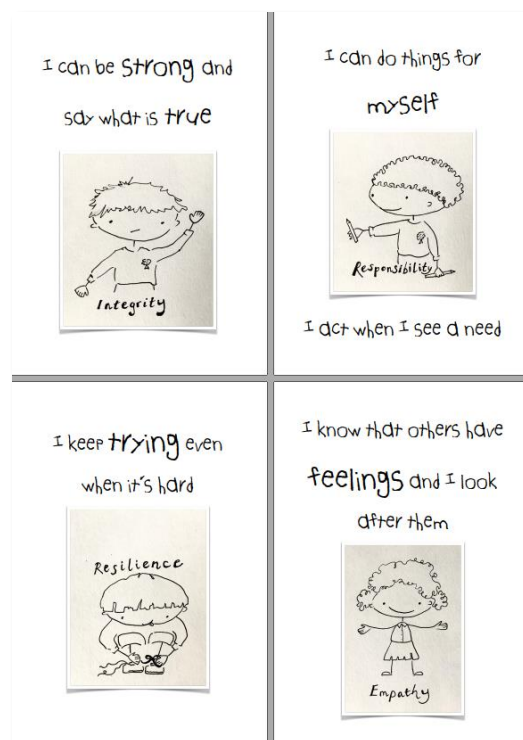 I can be strong and
say what is true
Integrity
I can do things for
myself
Responsibility
I act when I see a need
I keep trying even
when it's hard
Resilience
I know that others have
feelings and I look
after them
Empathy